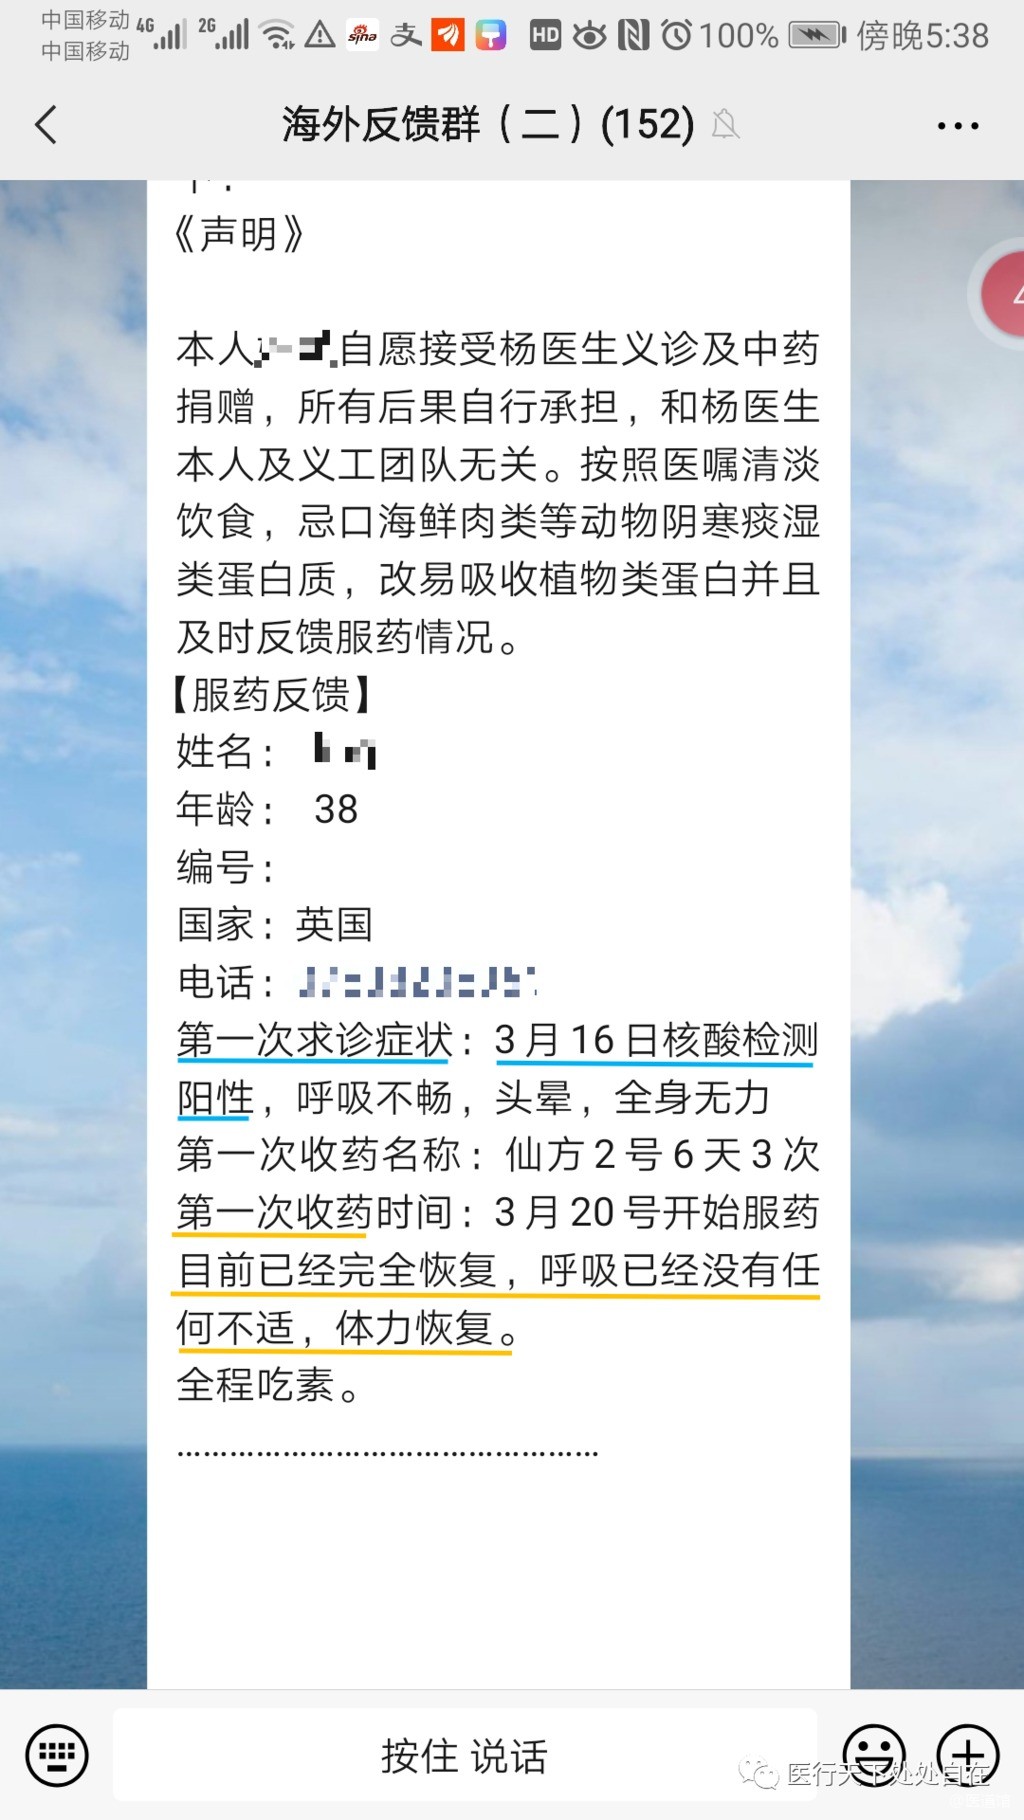 中国移动 4G 2G sina 支 HD 100% 傍晚5:38
中国移动
海外反馈群（二）(152)
《声明》
本人 自愿接受杨医生义诊及中药
捐赠，所有后果自行承担，和杨医生
本人及义工团队无关。按照医嘱清淡
饮食，忌口海鲜肉类等动物阴寒痰湿
类蛋白质，改易吸收植物类蛋白并且
及时反馈服药情况。
【服药反馈】
姓名：
年龄： 38
编号：
国家：英国
电话：
第一次求诊症状：3月16日核酸检测
阳性，呼吸不畅，头晕，全身无力
第一次收药名称：仙方2号6天3次
第一次收药时间：3月20号开始服药
目前已经完全恢复，呼吸已经没有任
何不适，体力恢复。
全程吃素。
………………………………………
按住 说话
医行天下处处自在